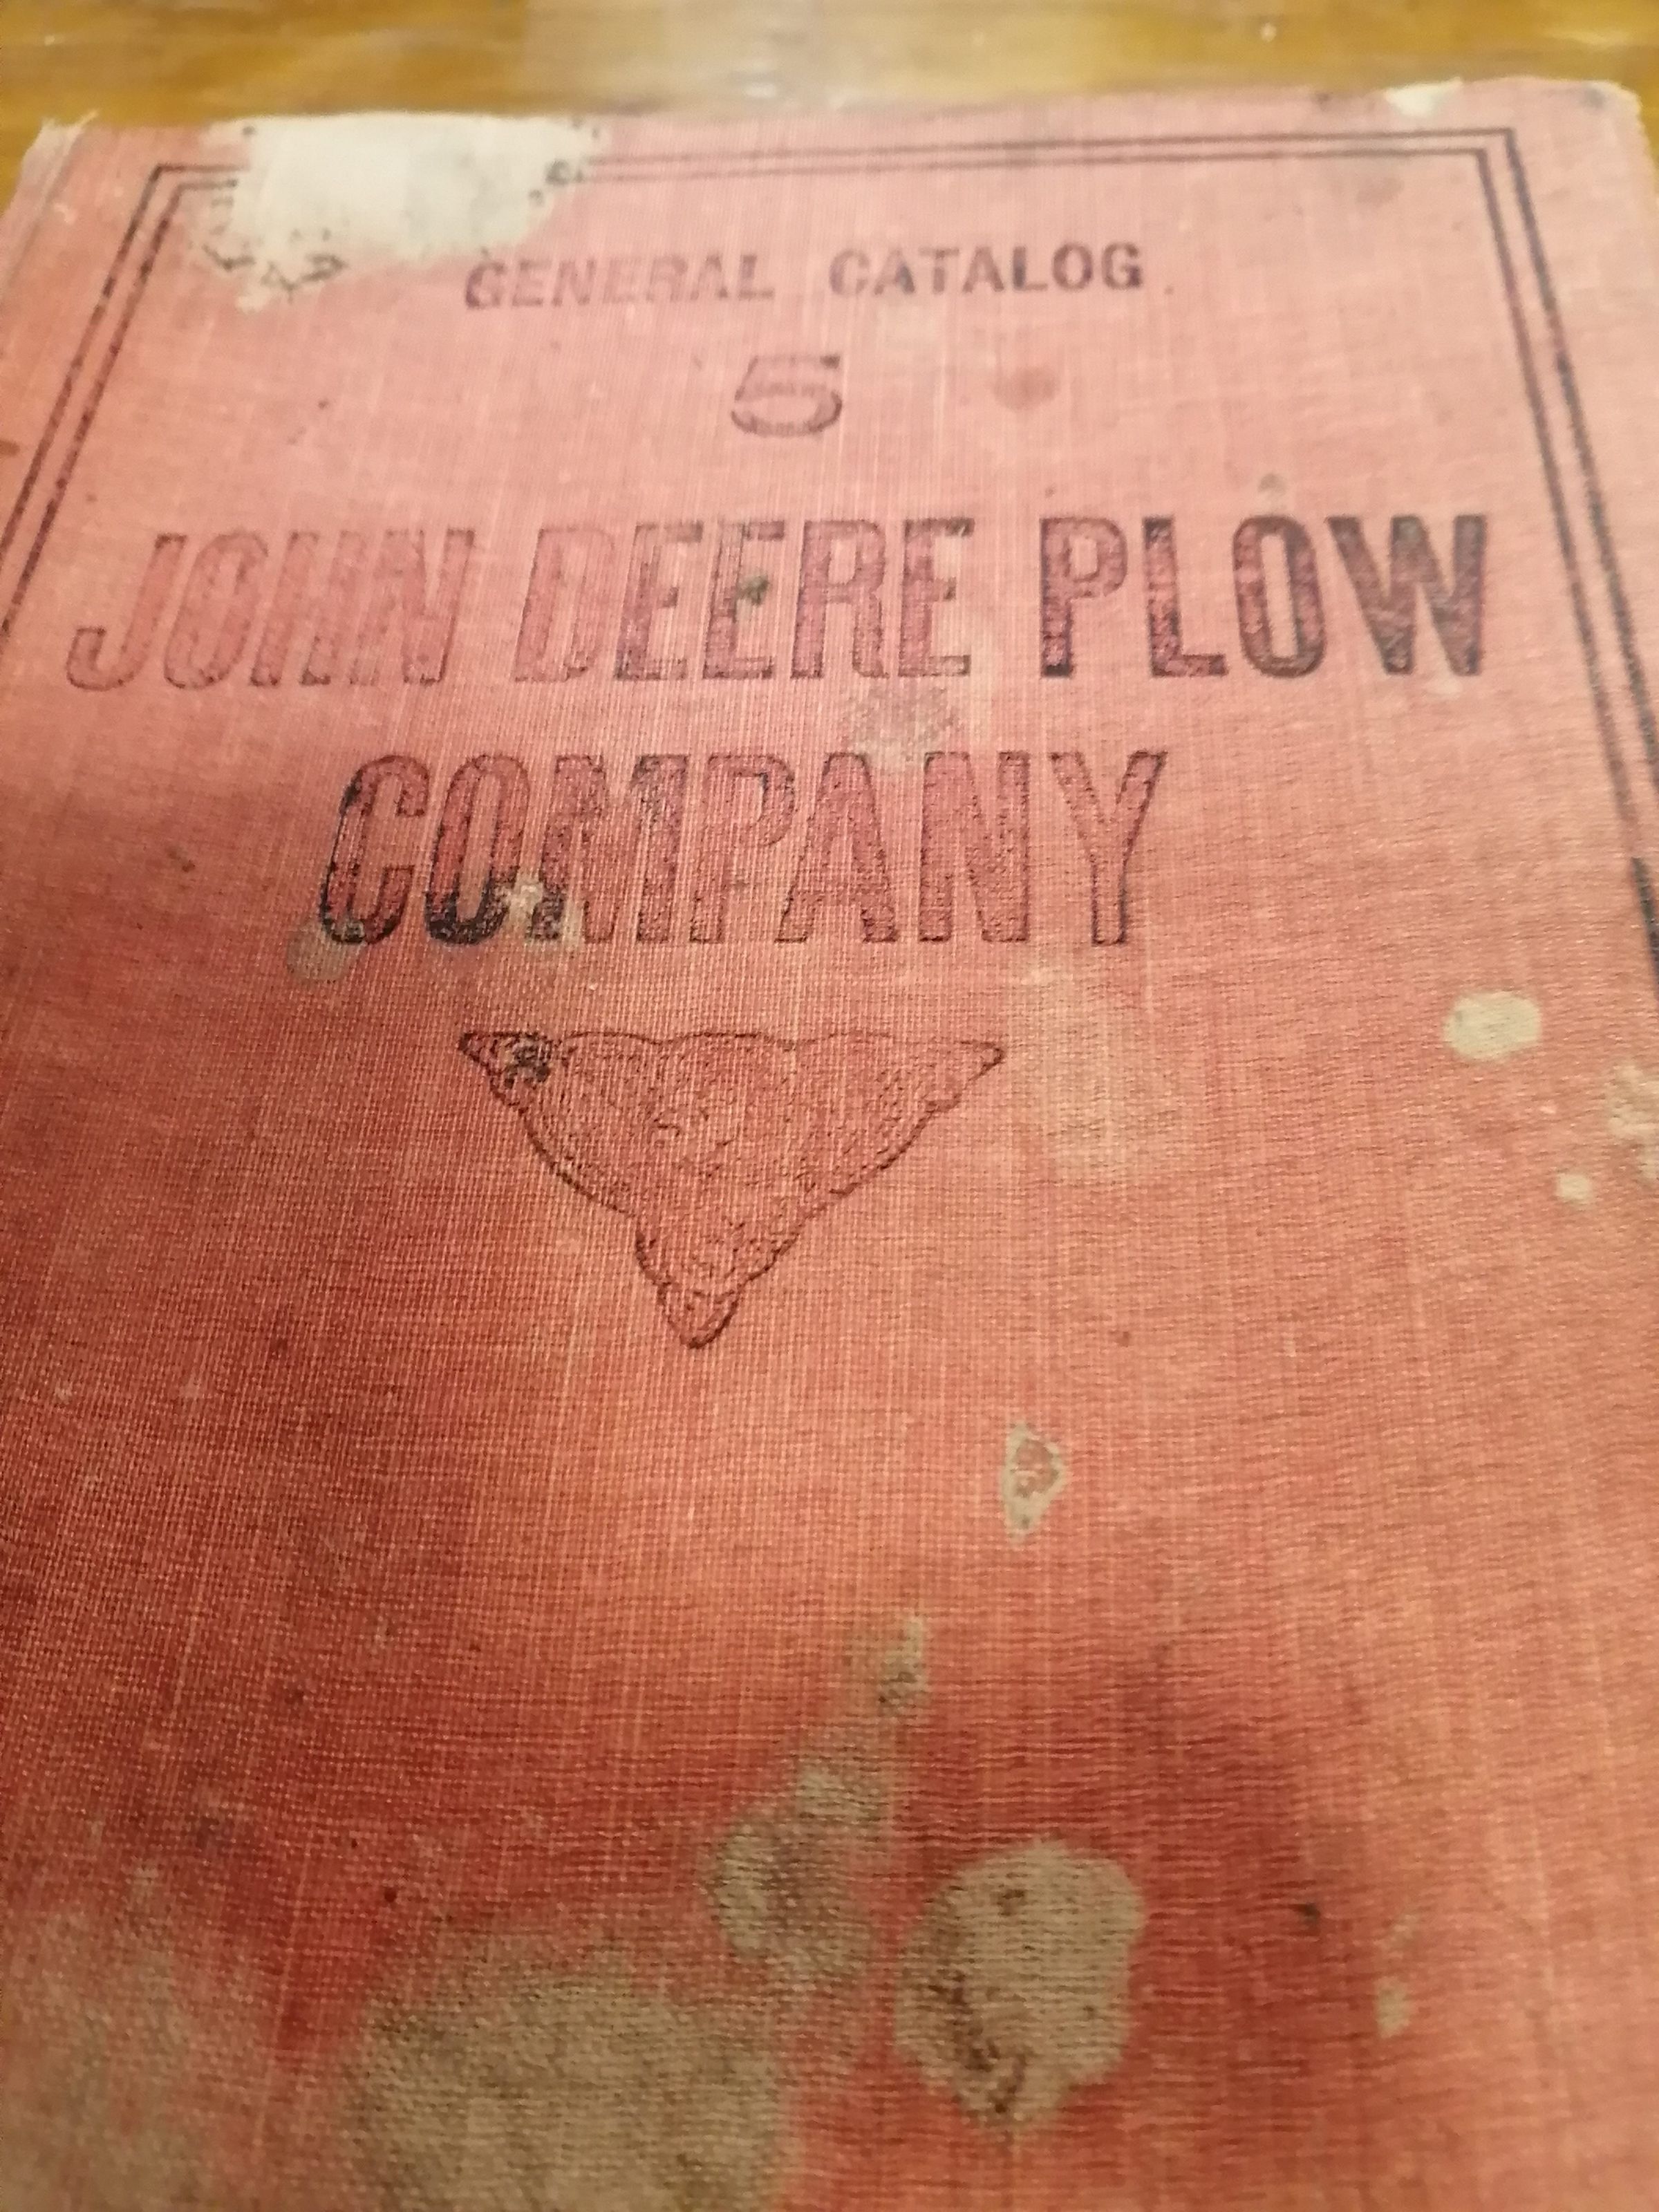 GENERAL CATALOG
5
JOHN DEERE PLOW
COMPANY